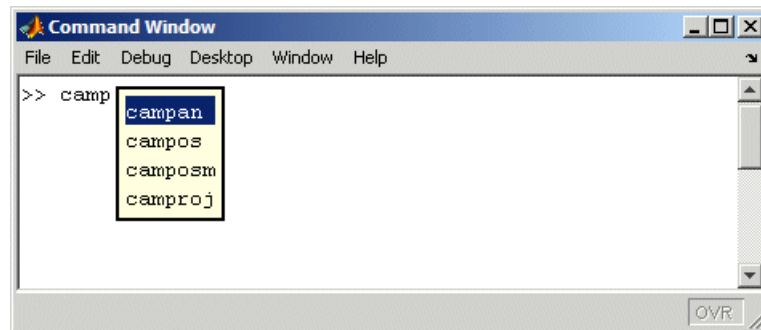 Command Window
File Edit Debug Desktop Window Help
>> camp
campan
campos
camposm
camproj
OVR